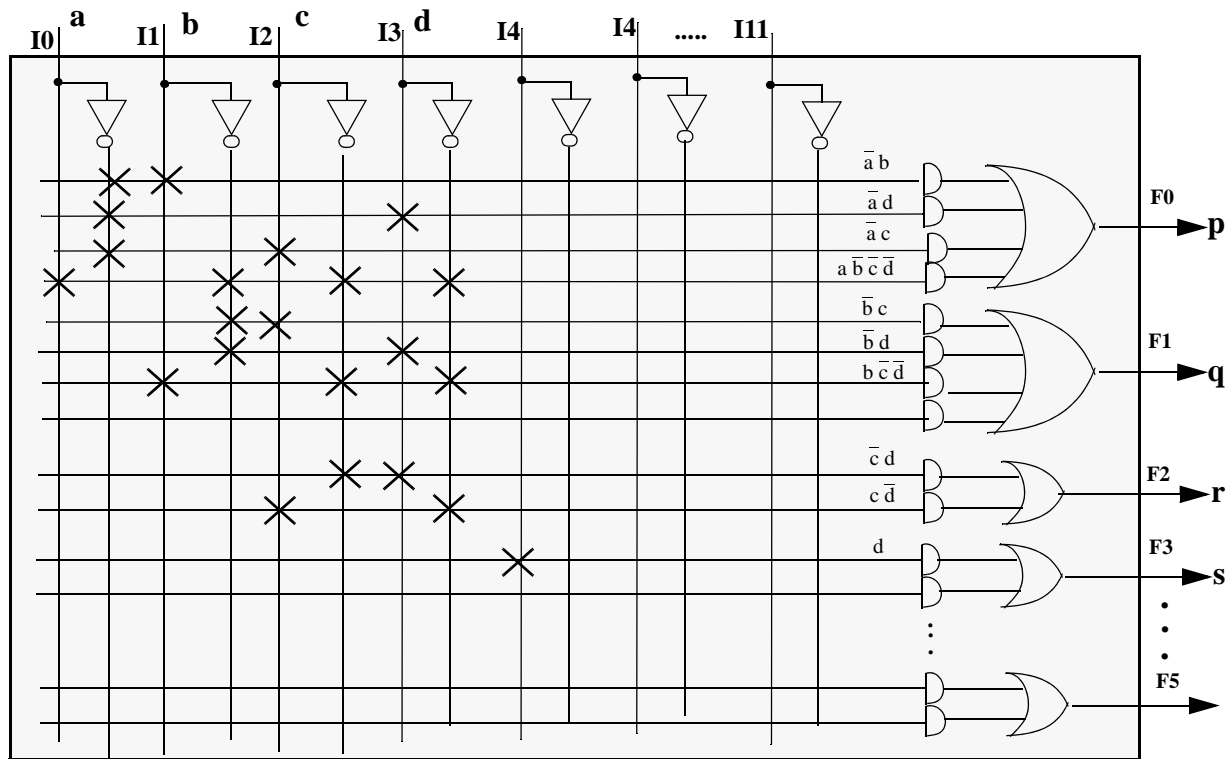 a b c d
I0 I1 I2 I3 I4 I4 ..... I11
a̅ b
a̅ d
a̅ c
a b̅ c̅ d̅
F0
p
b̅ c
b̅ d
b c̅ d̅
F1
q
c̅ d
c d̅
F2
r
d
F3
s
F5